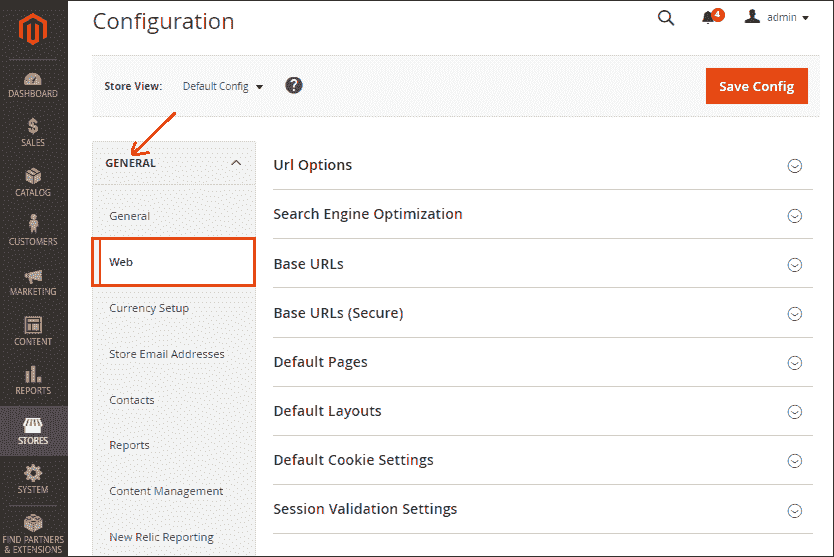 Configuration
4
admin
Store View:
Default Config
?
Save Config
DASHBOARD
SALES
CATALOG
CUSTOMERS
MARKETING
CONTENT
REPORTS
STORES
SYSTEM
FIND PARTNERS
& EXTENSIONS
GENERAL
General
Web
Currency Setup
Store Email Addresses
Contacts
Reports
Content Management
New Relic Reporting
Url Options
Search Engine Optimization
Base URLs
Base URLs (Secure)
Default Pages
Default Layouts
Default Cookie Settings
Session Validation Settings